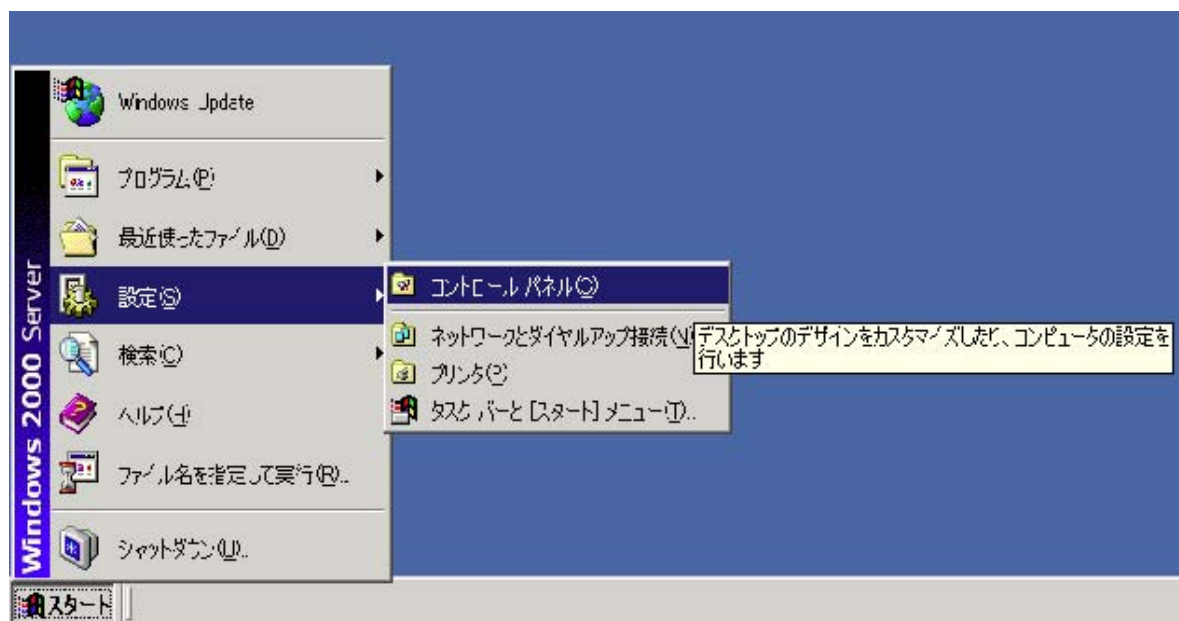 Windows Update
プログラム(P)
最近使ったファイル(D)
設定(S)
検索(C)
ヘルプ(H)
ファイル名を指定して実行(R)...
シャットダウン(U)...
Windows 2000 Server
コントロール パネル(C)
ネットワークとダイヤルアップ接続(N)
プリンタ(P)
タスク バーと [スタート] メニュー(T)...
デスクトップのデザインをカスタマイズしたり、コンピュータの設定を
行います
スタート